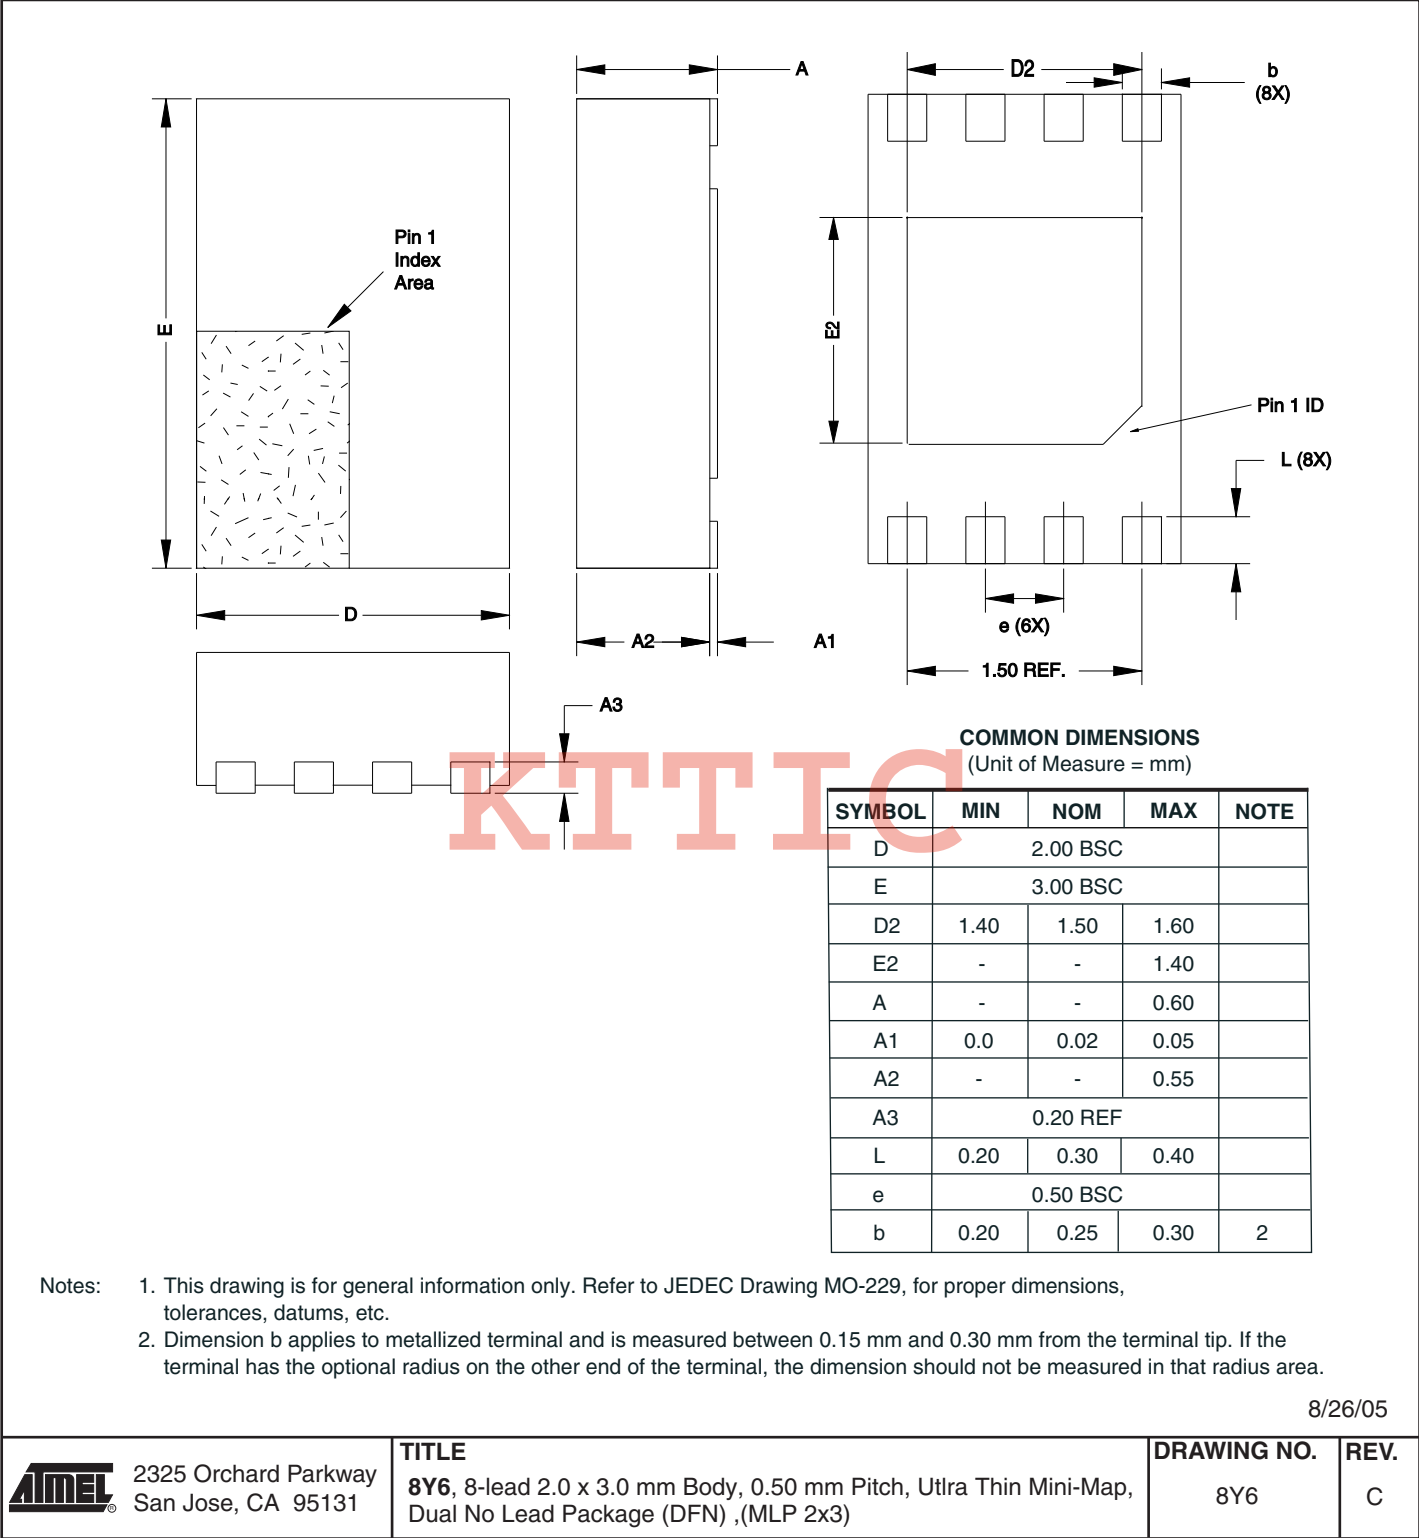 A
D2
b
(8X)
Pin 1
Index
Area
E
E2
Pin 1 ID
L (8X)
D
A2
A1
e (6X)
1.50 REF.
A3
KTTIC
COMMON DIMENSIONS
(Unit of Measure = mm)
SYMBOL MIN NOM MAX NOTE
D 2.00 BSC
E 3.00 BSC
D2 1.40 1.50 1.60
E2 - - 1.40
A - - 0.60
A1 0.0 0.02 0.05
A2 - - 0.55
A3 0.20 REF
L 0.20 0.30 0.40
e 0.50 BSC
b 0.20 0.25 0.30 2
Notes: 1. This drawing is for general information only. Refer to JEDEC Drawing MO-229, for proper dimensions,
tolerances, datums, etc.
2. Dimension b applies to metallized terminal and is measured between 0.15 mm and 0.30 mm from the terminal tip. If the
terminal has the optional radius on the other end of the terminal, the dimension should not be measured in that radius area.
8/26/05
ATMEL®
2325 Orchard Parkway
San Jose, CA 95131
TITLE
8Y6, 8-lead 2.0 x 3.0 mm Body, 0.50 mm Pitch, Utlra Thin Mini-Map,
Dual No Lead Package (DFN) ,(MLP 2x3)
DRAWING NO.
8Y6
REV.
C